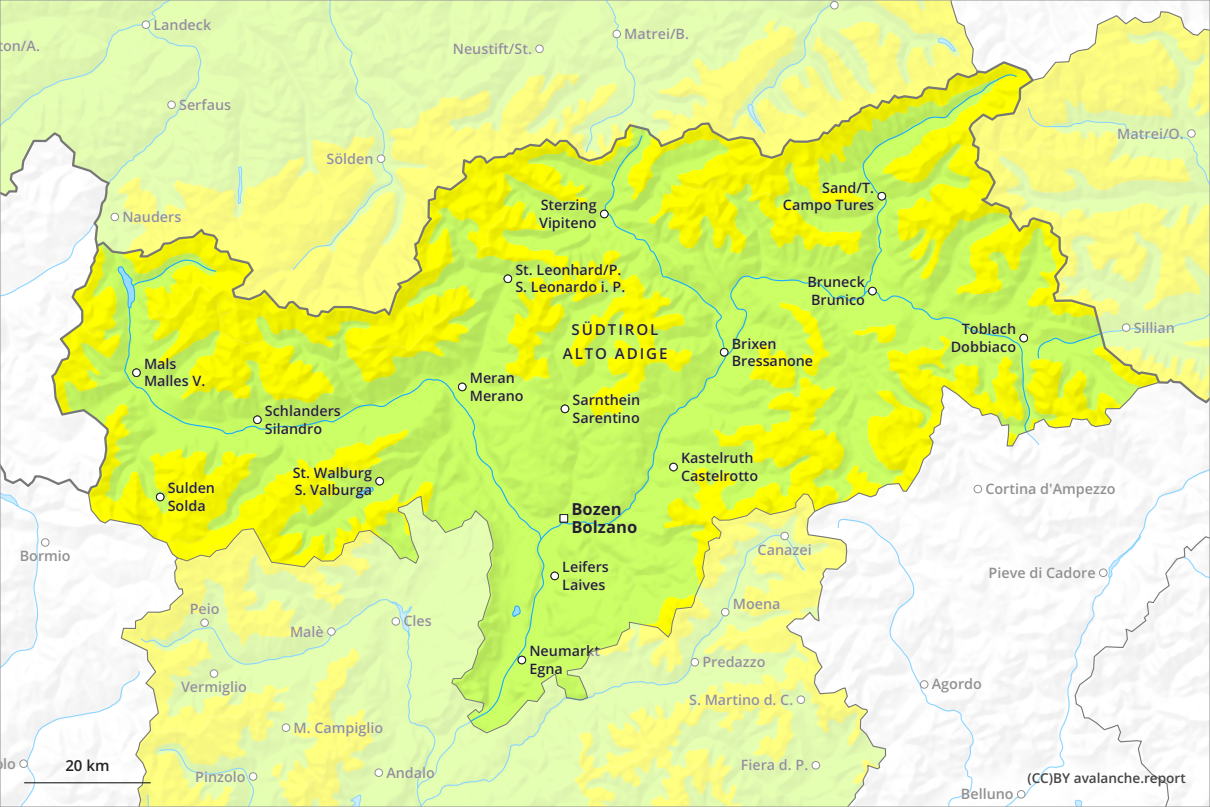 Landeck
Matrei/B.
ton/A.
Neustift/St.
Serfaus
Matrei/O.
Sölden
Sand/T.
Campo Tures
Nauders
Sterzing
Vipiteno
St. Leonhard/P.
S. Leonardo i. P.
Bruneck
Brunico
SÜDTIROL
ALTO ADIGE
Toblach
Dobbiaco
Sillian
Brixen
Bressanone
Mals
Malles V.
Meran
Merano
Sarnthein
Sarentino
Schlanders
Silandro
Kastelruth
Castelrotto
St. Walburg
S. Valburga
Sulden
Solda
Cortina d'Ampezzo
Bozen
Bolzano
Bormio
Canazei
Leifers
Laives
Pieve di Cadore
Peio
Moena
Malè
Cles
Neumarkt
Egna
Predazzo
Vermiglio
Agordo
S. Martino d. C.
M. Campiglio
20 km
olo
Pinzolo
Andalo
Fiera d. P.
(CC)BY avalanche.report
Belluno